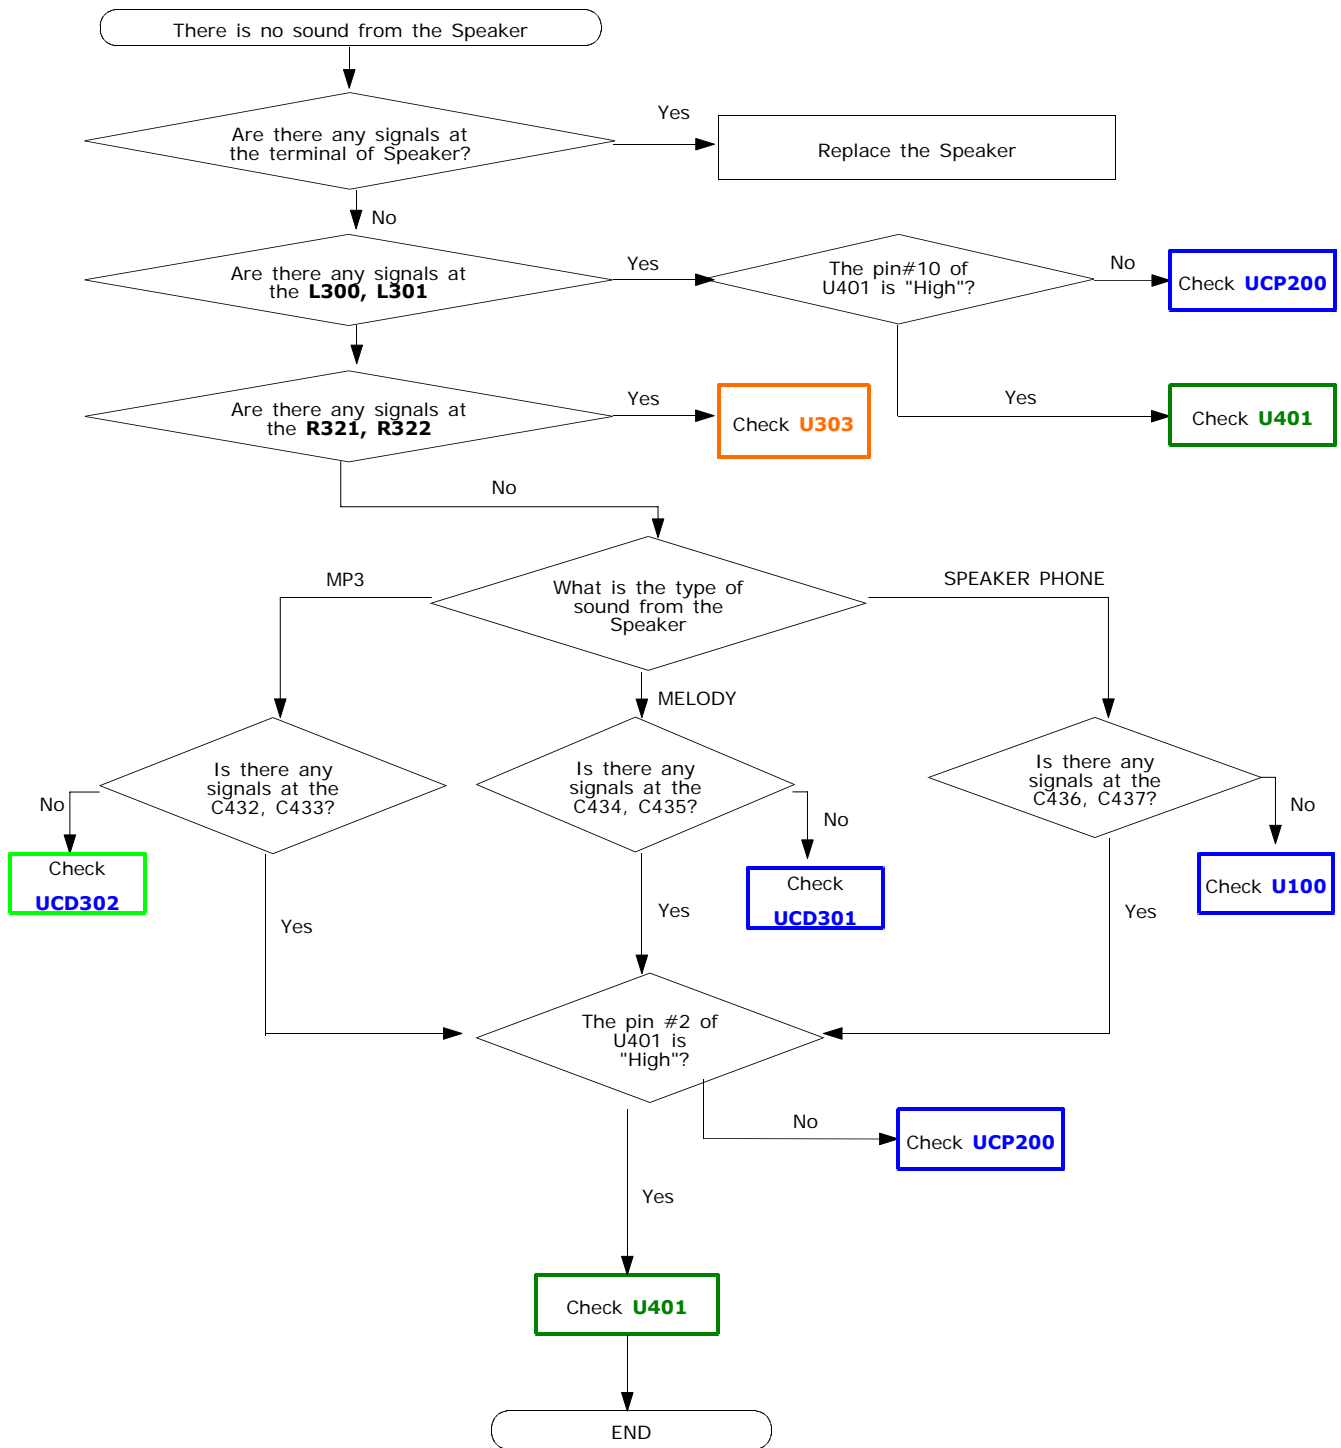 There is no sound from the Speaker
Are there any signals at
the terminal of Speaker?
Yes
Replace the Speaker
No
Are there any signals at
the L300, L301
Yes
The pin#10 of
U401 is "High"?
No
Check UCP200
Yes
Check U401
Are there any signals at
the R321, R322
Yes
Check U303
No
What is the type of
sound from the
Speaker
MP3
MELODY
SPEAKER PHONE
Is there any
signals at the
C432, C433?
No
Check
UCD302
Yes
Is there any
signals at the
C434, C435?
No
Check
UCD301
Yes
Is there any
signals at the
C436, C437?
No
Check U100
Yes
The pin #2 of
U401 is
"High"?
No
Check UCP200
Yes
Check U401
END